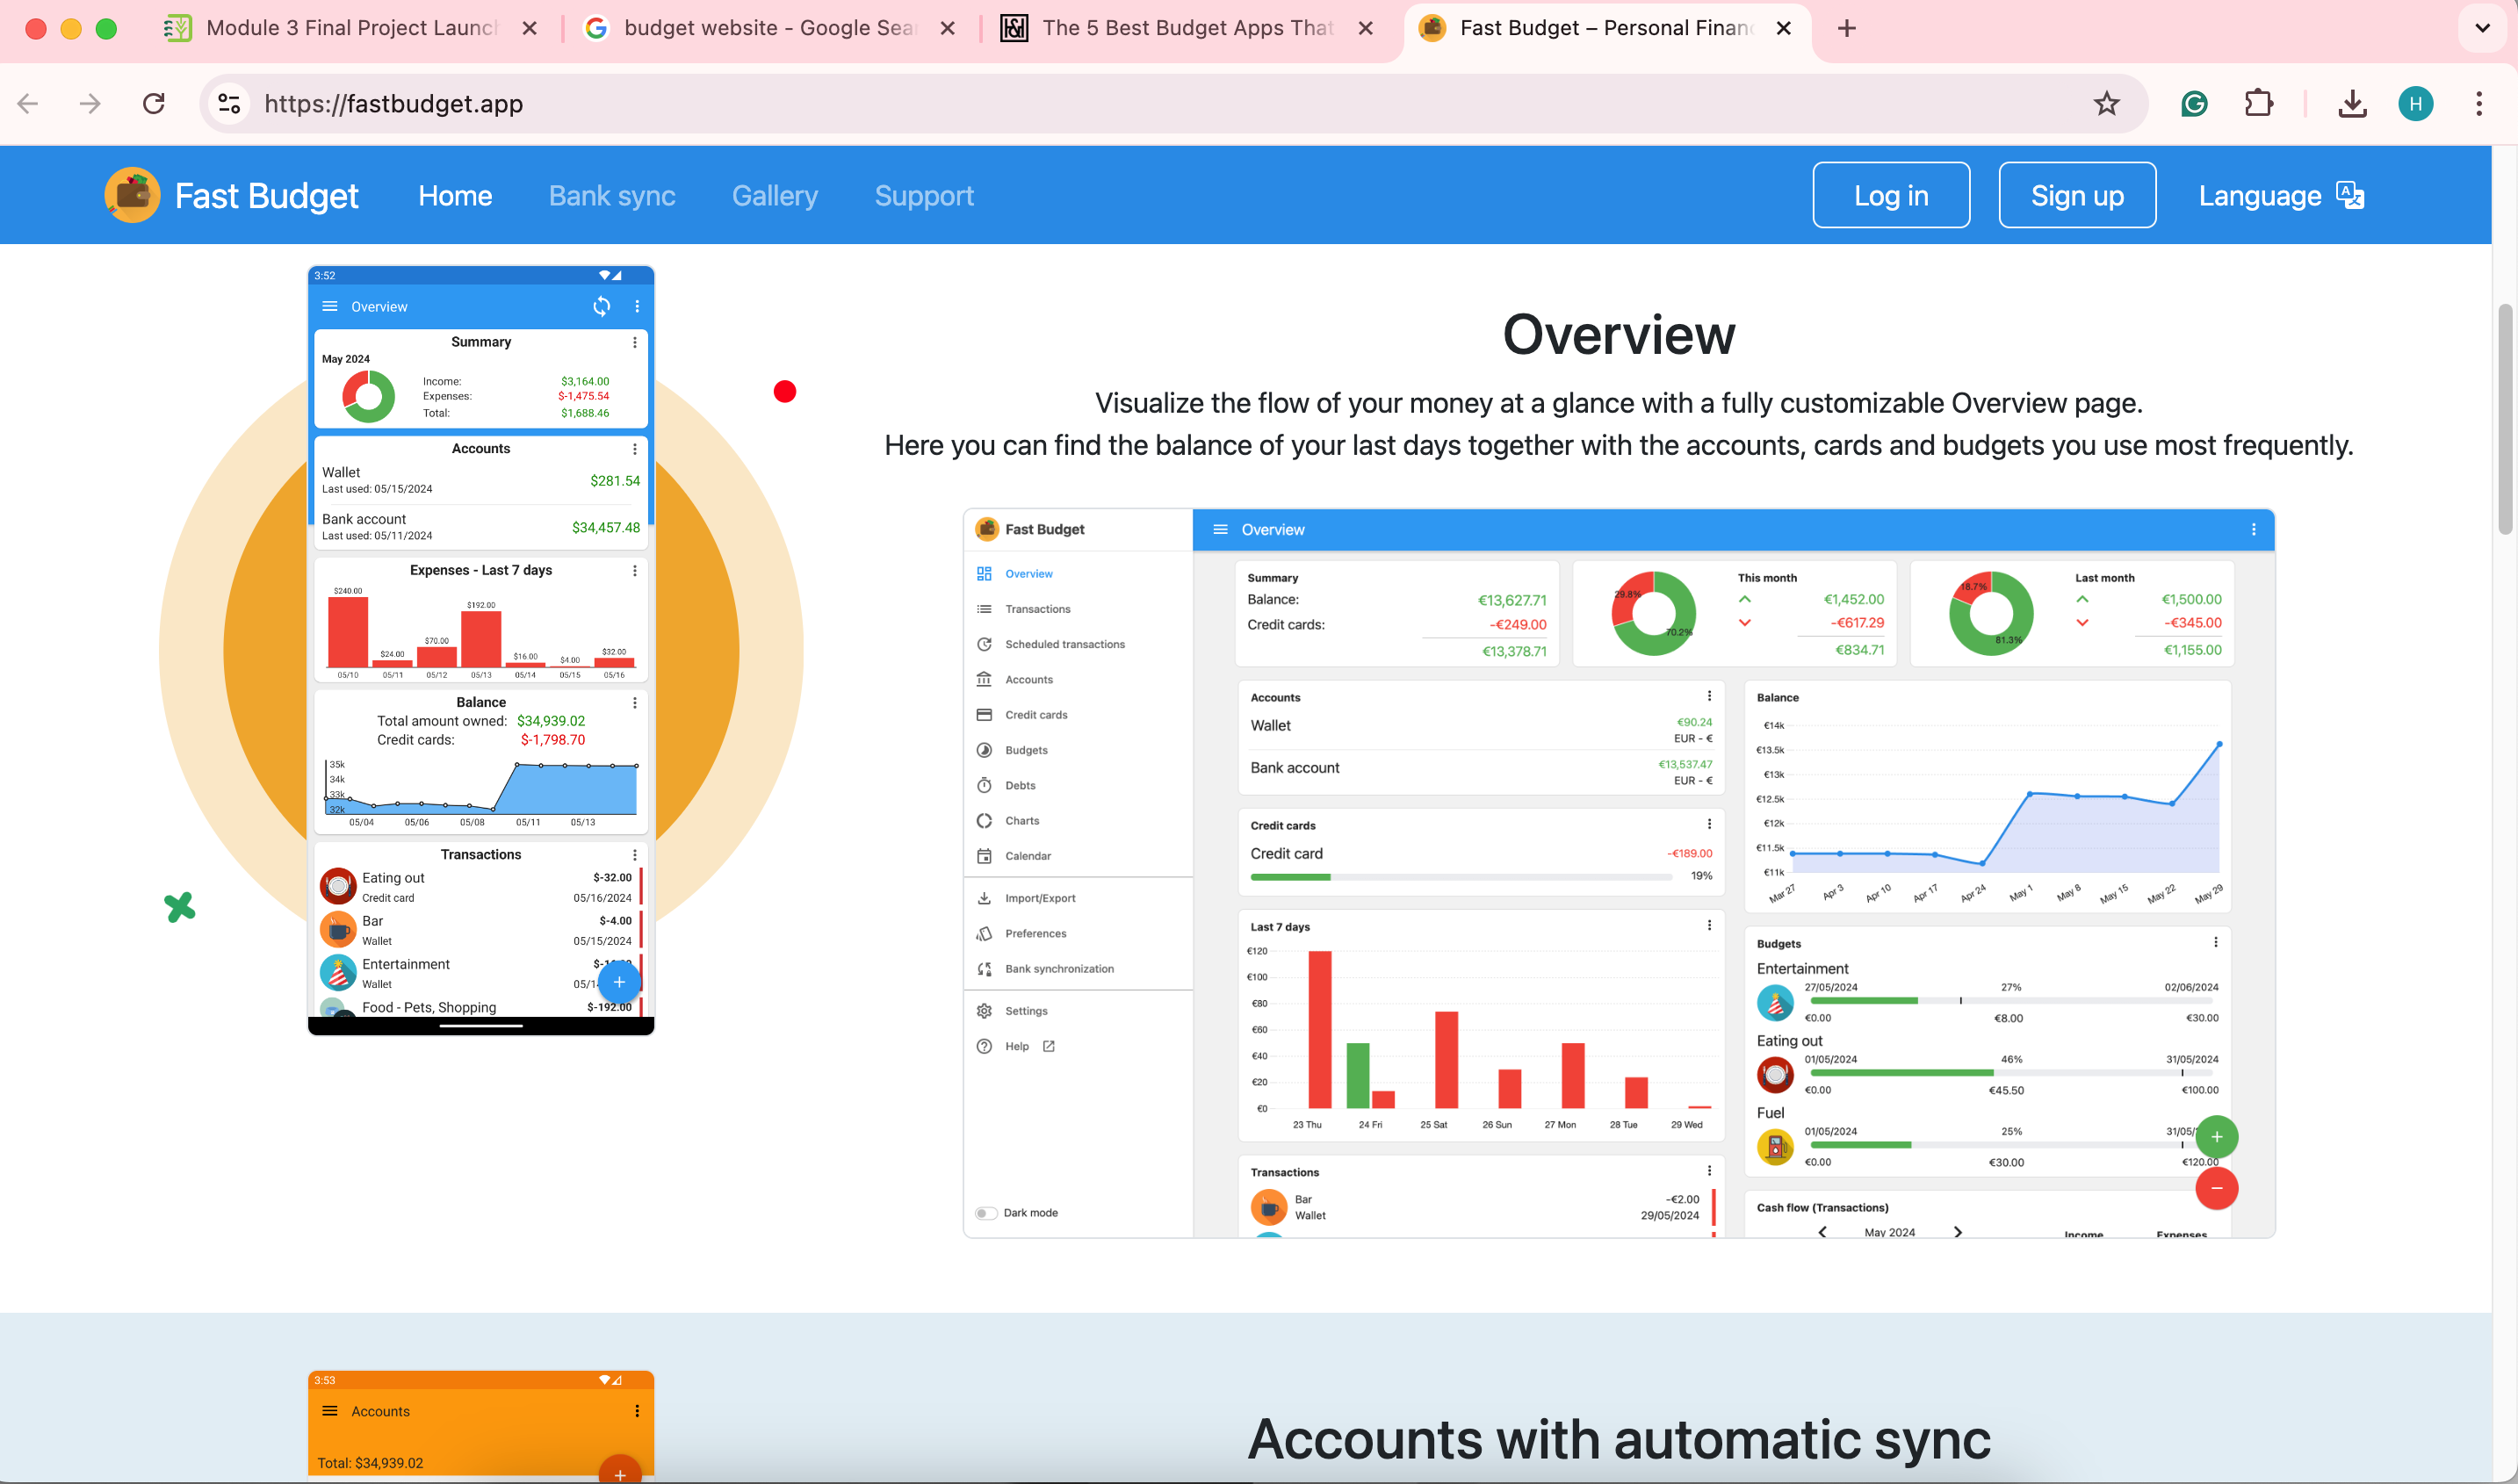 Module 3 Final Project Launch
budget website - Google Sear
The 5 Best Budget Apps That
Fast Budget – Personal Financ
https://fastbudget.app
H
Fast Budget
Home
Bank sync
Gallery
Support
Log in
Sign up
Language
3:52
Overview
Summary
May 2024
Income: $3,164.00
Expenses: $-1,475.54
Total: $1,688.46
Accounts
Wallet
Last used: 05/15/2024
$281.54
Bank account
Last used: 05/11/2024
$34,457.48
Expenses - Last 7 days
$240.00
$24.00
$70.00
$192.00
$16.00
$4.00
$32.00
05/10 05/11 05/12 05/13 05/14 05/15 05/16
Balance
Total amount owned: $34,939.02
Credit cards: $-1,798.70
35k
34k
33k
32k
05/04 05/06 05/08 05/11 05/13
Transactions
Eating out $-32.00
Credit card 05/16/2024
Bar $-4.00
Wallet 05/15/2024
Entertainment
Wallet
Food - Pets, Shopping $-192.00
Overview
Visualize the flow of your money at a glance with a fully customizable Overview page.
Here you can find the balance of your last days together with the accounts, cards and budgets you use most frequently.
Fast Budget
Overview
Transactions
Scheduled transactions
Accounts
Credit cards
Budgets
Debts
Charts
Calendar
Import/Export
Preferences
Bank synchronization
Settings
Help
Dark mode
Overview
Summary
Balance: €13,627.71
Credit cards: -€249.00
€13,378.71
29.8%
70.2%
This month
€1,452.00
-€617.29
€834.71
18.7%
81.3%
Last month
€1,500.00
-€345.00
€1,155.00
Accounts
Wallet €90.24
EUR - €
Bank account €13,537.47
EUR - €
Credit cards
Credit card -€189.00
19%
Last 7 days
€120
€100
€80
€60
€40
€20
€0
23 Thu 24 Fri 25 Sat 26 Sun 27 Mon 28 Tue 29 Wed
Transactions
Bar -€2.00
Wallet 29/05/2024
Balance
€14k
€13.5k
€13k
€12.5k
€12k
€11.5k
€11k
Mar 27 Apr 3 Apr 10 Apr 17 Apr 24 May 1 May 8 May 15 May 22 May 29
Budgets
Entertainment
27/05/2024 27% 02/06/2024
€0.00 €8.00 €30.00
Eating out
01/05/2024 46% 31/05/2024
€0.00 €45.50 €100.00
Fuel
01/05/2024 25% 31/05/
€0.00 €30.00 €120.00
Cash flow (Transactions)
May 2024
Income Expenses
3:53
Accounts
Total: $34,939.02
Accounts with automatic sync